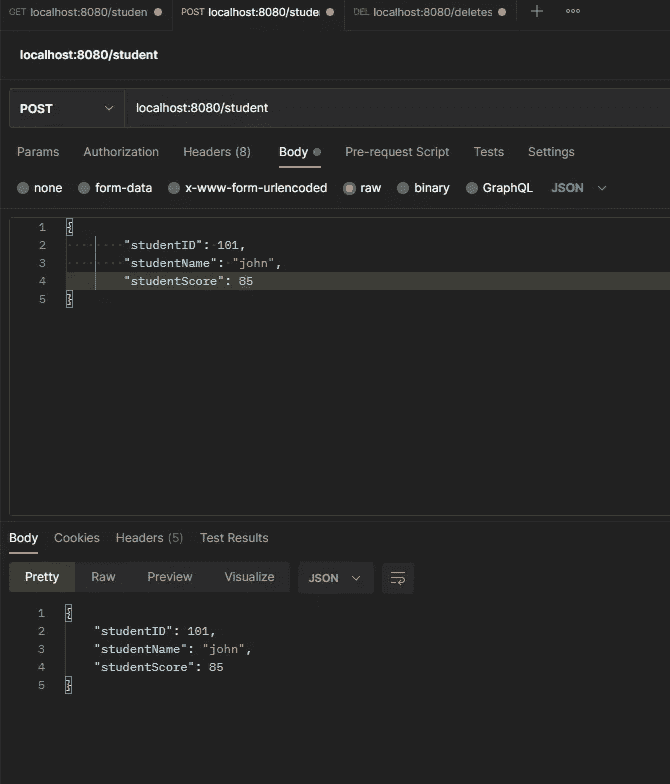 GET localhost:8080/studen POST localhost:8080/stude DEL localhost:8080/deletes
localhost:8080/student
POST localhost:8080/student
Params Authorization Headers (8) Body Pre-request Script Tests Settings
none form-data x-www-form-urlencoded raw binary GraphQL JSON
1 {
2 "studentID": 101,
3 "studentName": "john",
4 "studentScore": 85
5 }
Body Cookies Headers (5) Test Results
Pretty Raw Preview Visualize JSON
1 {
2 "studentID": 101,
3 "studentName": "john",
4 "studentScore": 85
5 }